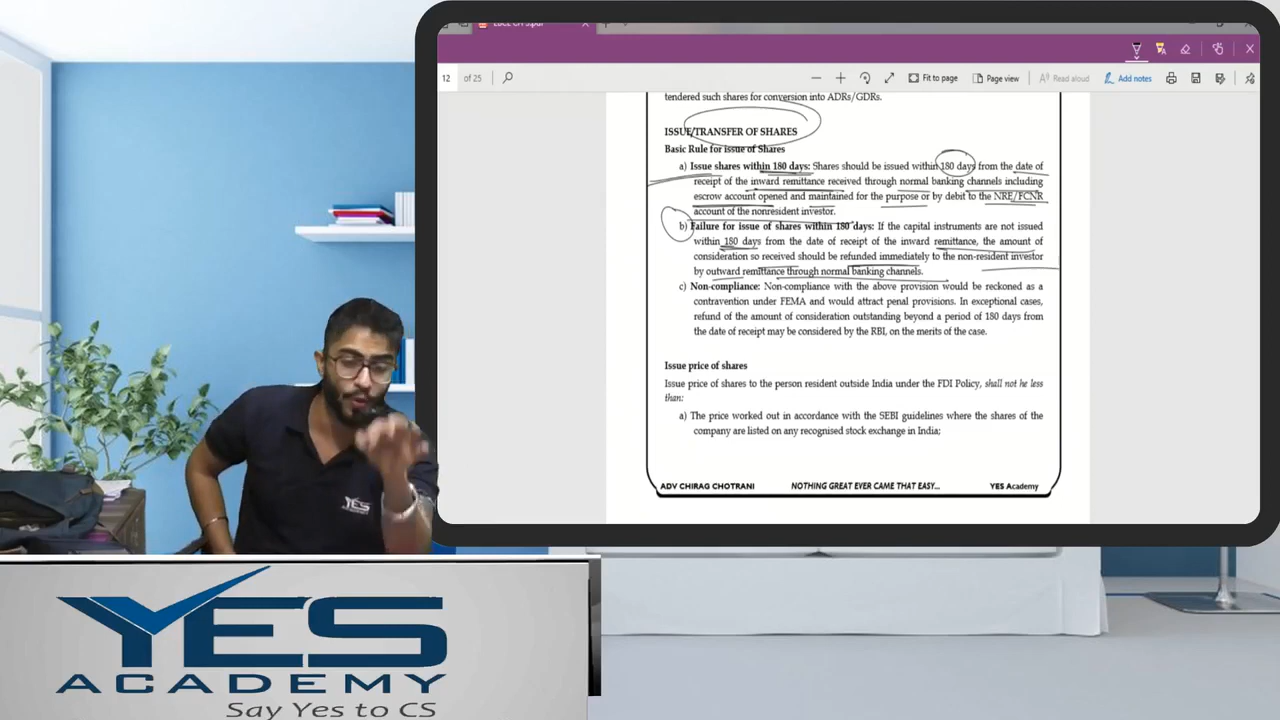 12 of 25
Fit to page
Page view
Read aloud
Add notes
tendered such shares for conversion into ADRs/GDRs.
ISSUE/TRANSFER OF SHARES
Basic Rule for issue of Shares
a) Issue shares within 180 days: Shares should be issued within 180 days from the date of
receipt of the inward remittance received through normal banking channels including
escrow account opened and maintained for the purpose or by debit to the NRE/FCNR
account of the nonresident investor.
b) Failure for issue of shares within 180 days: If the capital instruments are not issued
within 180 days from the date of receipt of the inward remittance, the amount of
consideration so received should be refunded immediately to the non-resident investor
by outward remittance through normal banking channels.
c) Non-compliance: Non-compliance with the above provision would be reckoned as a
contravention under FEMA and would attract penal provisions. In exceptional cases,
refund of the amount of consideration outstanding beyond a period of 180 days from
the date of receipt may be considered by the RBI, on the merits of the case.
Issue price of shares
Issue price of shares to the person resident outside India under the FDI Policy, shall not he less
than:
a) The price worked out in accordance with the SEBI guidelines where the shares of the
company are listed on any recognised stock exchange in India;
ADV CHIRAG CHOTRANI NOTHING GREAT EVER CAME THAT EASY... YES Academy
YES
YES
ACADEMY
Say Yes to CS